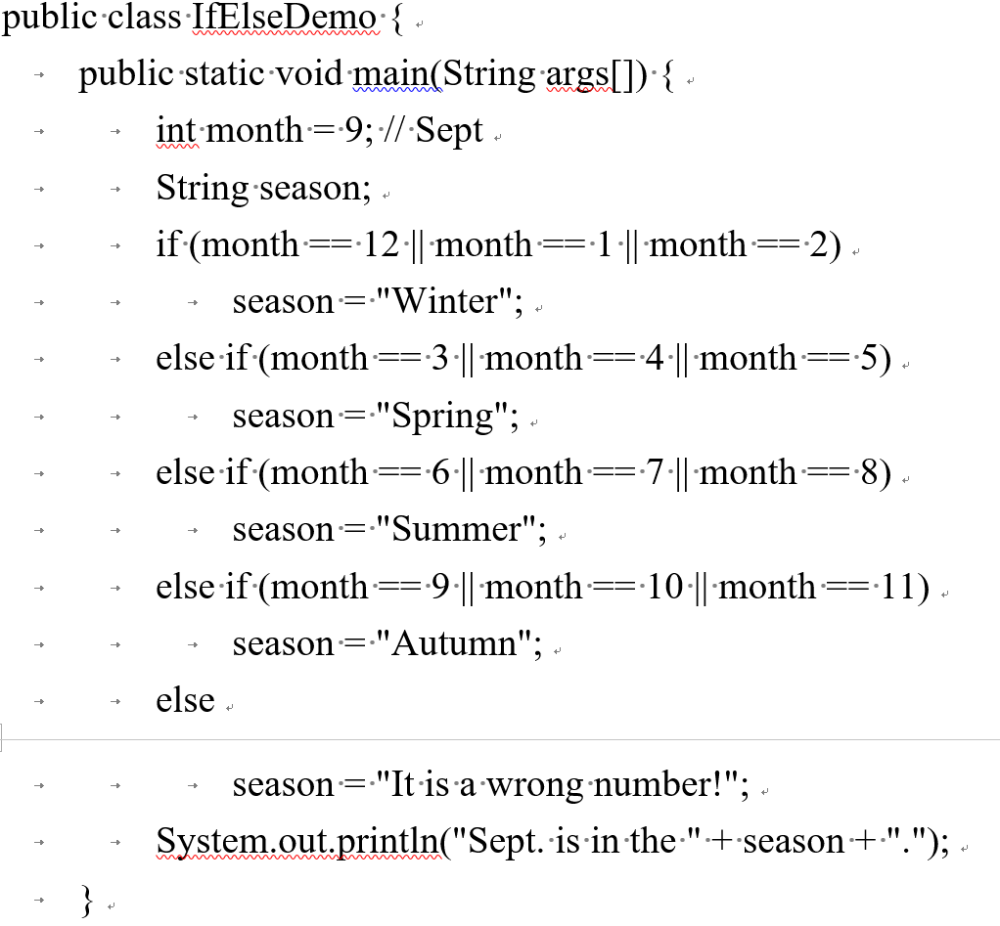 public class IfElseDemo {
public static void main(String args[]) {
int month = 9; // Sept
String season;
if (month == 12 || month == 1 || month == 2)
season = "Winter";
else if (month == 3 || month == 4 || month == 5)
season = "Spring";
else if (month == 6 || month == 7 || month == 8)
season = "Summer";
else if (month == 9 || month == 10 || month == 11)
season = "Autumn";
else
season = "It is a wrong number!";
System.out.println("Sept. is in the " + season + ".");
}